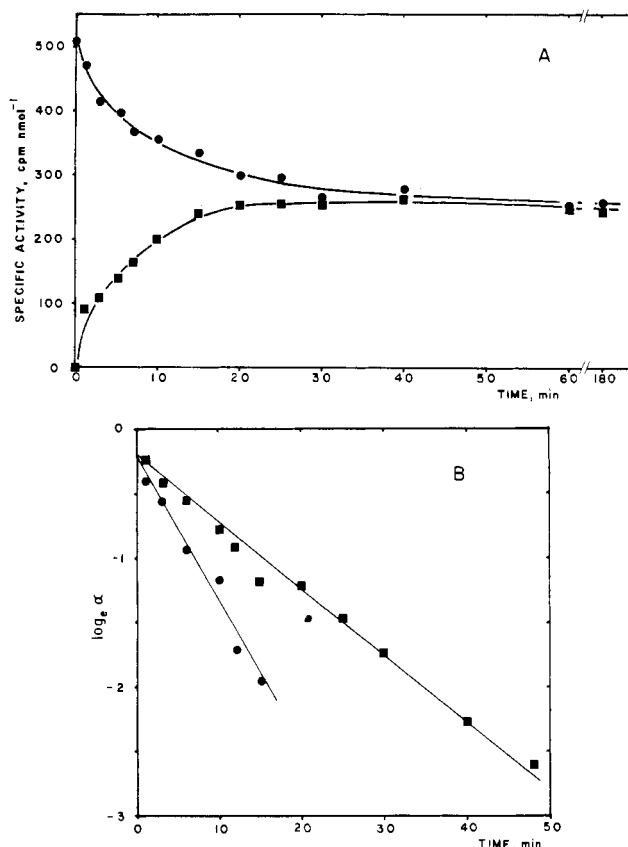 A
500
400
300
200
100
0
SPECIFIC ACTIVITY, cpm nmol⁻¹
0 10 20 30 40 50 60 180
TIME, min
B
-0
-1
-2
-3
logₑ α
0 10 20 30 40 50
TIME, min